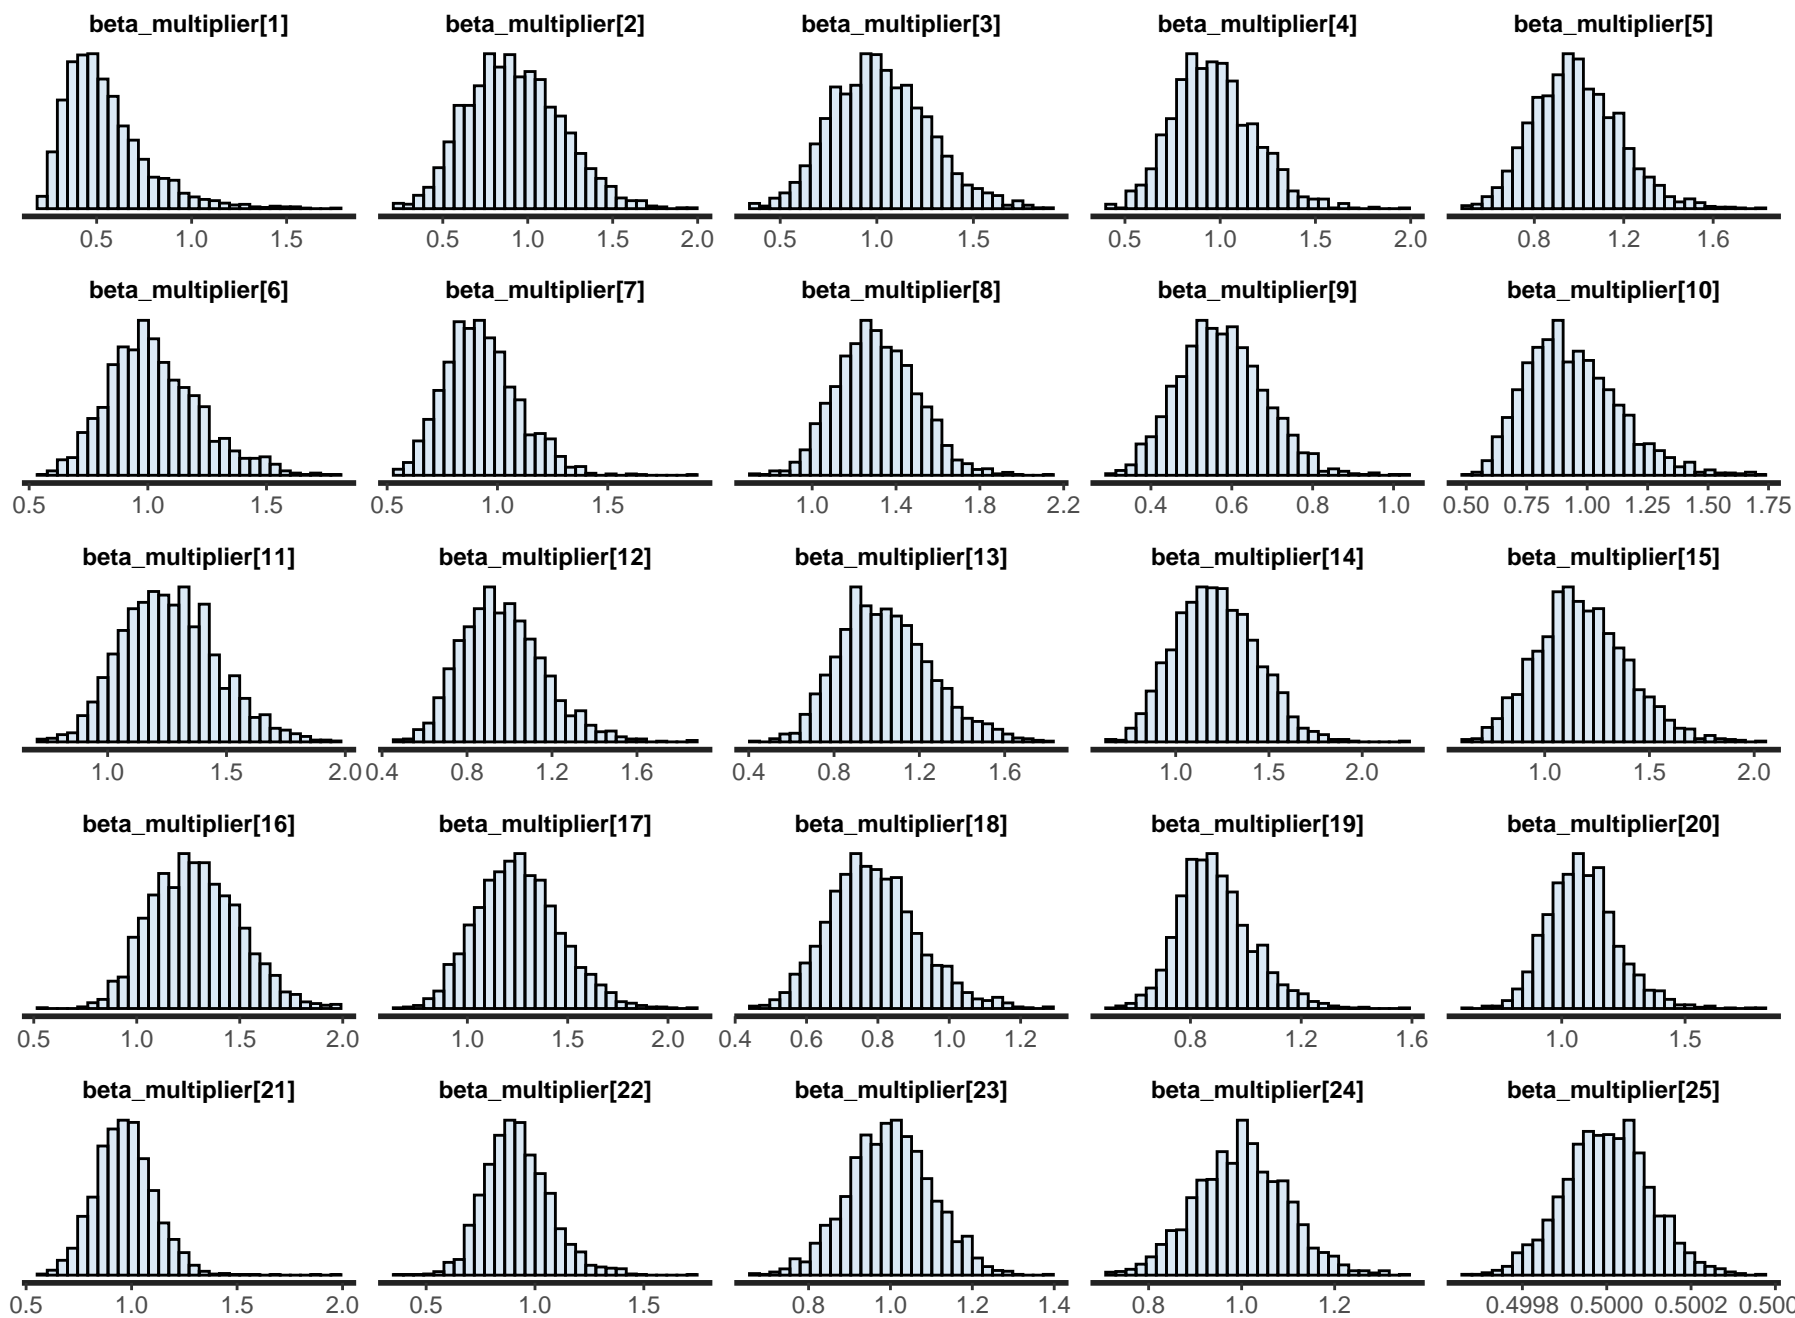 beta_multiplier[1] beta_multiplier[2] beta_multiplier[3] beta_multiplier[4] beta_multiplier[5]
0.5 1.0 1.5 0.5 1.0 1.5 2.0 0.5 1.0 1.5 0.5 1.0 1.5 2.0 0.8 1.2 1.6
beta_multiplier[6] beta_multiplier[7] beta_multiplier[8] beta_multiplier[9] beta_multiplier[10]
0.5 1.0 1.5 0.5 1.0 1.5 1.0 1.4 1.8 2.2 0.4 0.6 0.8 1.0 0.50 0.75 1.00 1.25 1.50 1.75
beta_multiplier[11] beta_multiplier[12] beta_multiplier[13] beta_multiplier[14] beta_multiplier[15]
1.0 1.5 2.0 0.4 0.8 1.2 1.6 0.4 0.8 1.2 1.6 1.0 1.5 2.0 1.0 1.5 2.0
beta_multiplier[16] beta_multiplier[17] beta_multiplier[18] beta_multiplier[19] beta_multiplier[20]
0.5 1.0 1.5 2.0 1.0 1.5 2.0 0.4 0.6 0.8 1.0 1.2 0.8 1.2 1.6 1.0 1.5
beta_multiplier[21] beta_multiplier[22] beta_multiplier[23] beta_multiplier[24] beta_multiplier[25]
0.5 1.0 1.5 2.0 0.5 1.0 1.5 0.8 1.0 1.2 1.4 0.8 1.0 1.2 0.4998 0.5000 0.5002